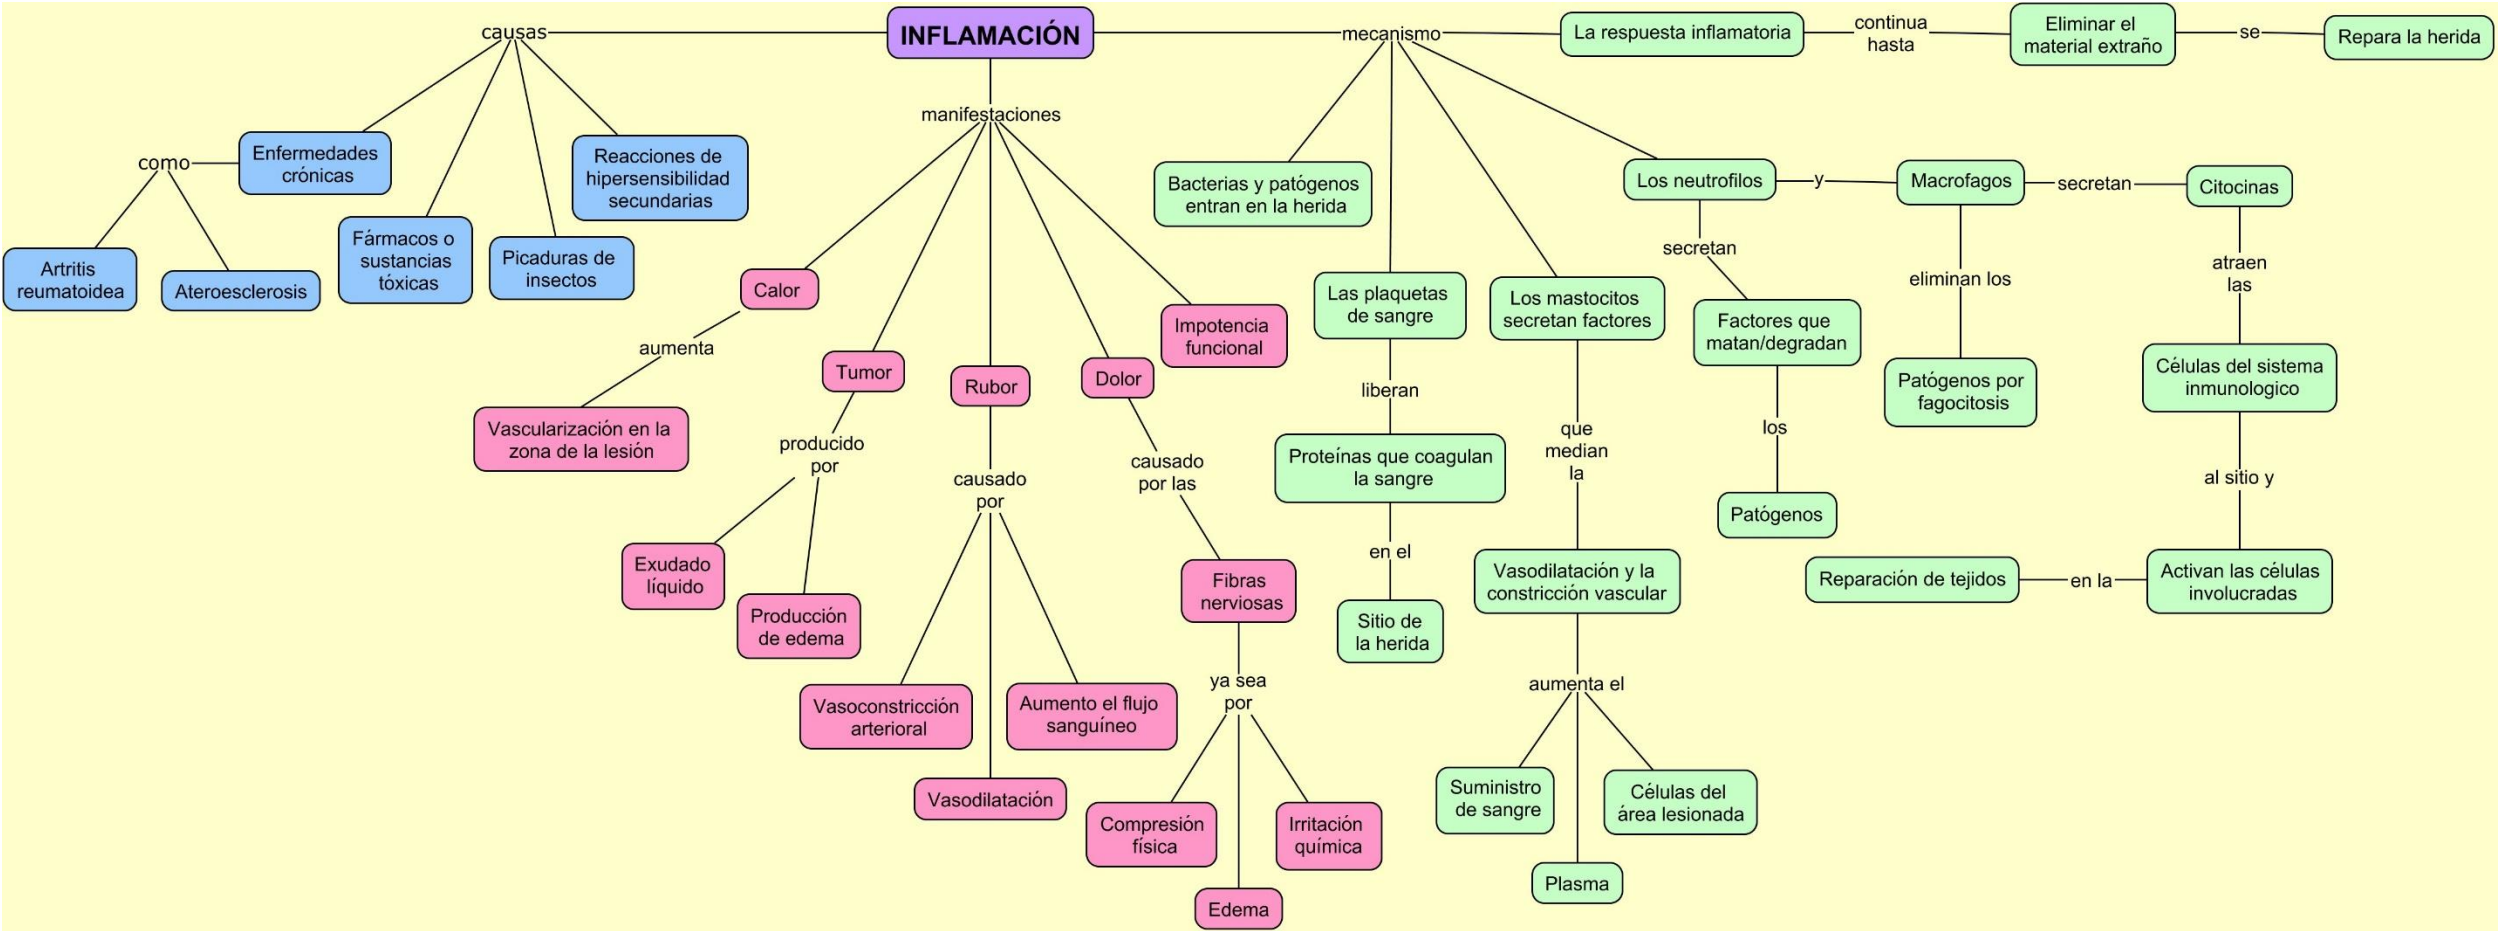 INFLAMACIÓN
causas
Enfermedades
crónicas
como
Artritis
reumatoidea
Ateroesclerosis
Fármacos o
sustancias
tóxicas
Picaduras de
insectos
Reacciones de
hipersensibilidad
secundarias
manifestaciones
Calor
aumenta
Vascularización en la
zona de la lesión
Tumor
producido
por
Exudado
líquido
Producción
de edema
Rubor
causado
por
Vasoconstricción
arterioral
Vasodilatación
Aumento el flujo
sanguíneo
Dolor
causado
por las
Fibras
nerviosas
ya sea
por
Compresión
física
Edema
Irritación
química
Impotencia
funcional
mecanismo
Bacterias y patógenos
entran en la herida
Las plaquetas
de sangre
liberan
Proteínas que coagulan
la sangre
en el
Sitio de
la herida
Los mastocitos
secretan factores
que
median
la
Vasodilatación y la
constricción vascular
aumenta el
Suministro
de sangre
Plasma
Células del
área lesionada
Los neutrofilos
secretan
Factores que
matan/degradan
los
Patógenos
y
Macrofagos
eliminan los
Patógenos por
fagocitosis
secretan
Citocinas
atraen
las
Células del sistema
inmunologico
al sitio y
Activan las células
involucradas
en la
Reparación de tejidos
La respuesta inflamatoria
continua
hasta
Eliminar el
material extraño
se
Repara la herida